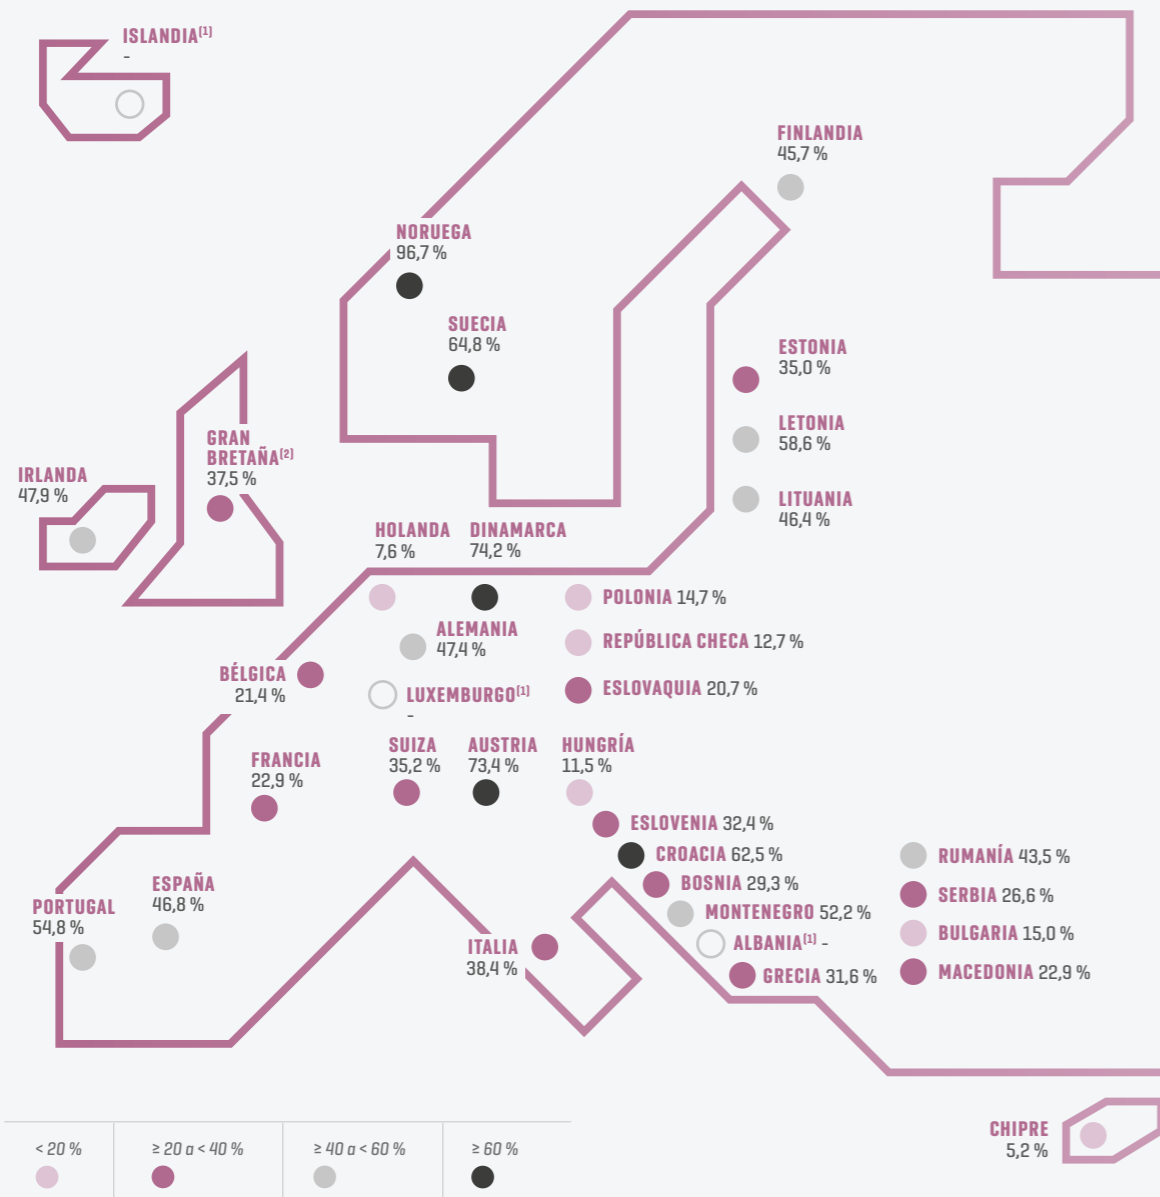 ISLANDIA(1)
-
FINLANDIA
45,7 %
NORUEGA
96,7 %
SUECIA
64,8 %
ESTONIA
35,0 %
LETONIA
58,6 %
LITUANIA
46,4 %
GRAN
BRETAÑA(2)
37,5 %
IRLANDA
47,9 %
HOLANDA
7,6 %
DINAMARCA
74,2 %
POLONIA 14,7 %
ALEMANIA
47,4 %
REPÚBLICA CHECA 12,7 %
BÉLGICA
21,4 %
LUXEMBURGO(1)
-
ESLOVAQUIA 20,7 %
FRANCIA
22,9 %
SUIZA
35,2 %
AUSTRIA
73,4 %
HUNGRÍA
11,5 %
ESLOVENIA 32,4 %
CROACIA 62,5 %
BOSNIA 29,3 %
MONTENEGRO 52,2 %
ALBANIA(1) -
GRECIA 31,6 %
RUMANÍA 43,5 %
SERBIA 26,6 %
BULGARIA 15,0 %
MACEDONIA 22,9 %
ESPAÑA
46,8 %
PORTUGAL
54,8 %
ITALIA
38,4 %
CHIPRE
5,2 %
< 20 %
≥ 20 a < 40 %
≥ 40 a < 60 %
≥ 60 %